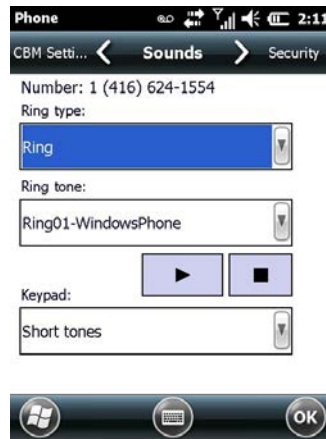 Phone 2:11
CBM Setti... Sounds Security
Number: 1 (416) 624-1554
Ring type:
Ring
Ring tone:
Ring01-WindowsPhone
Keypad:
Short tones
OK